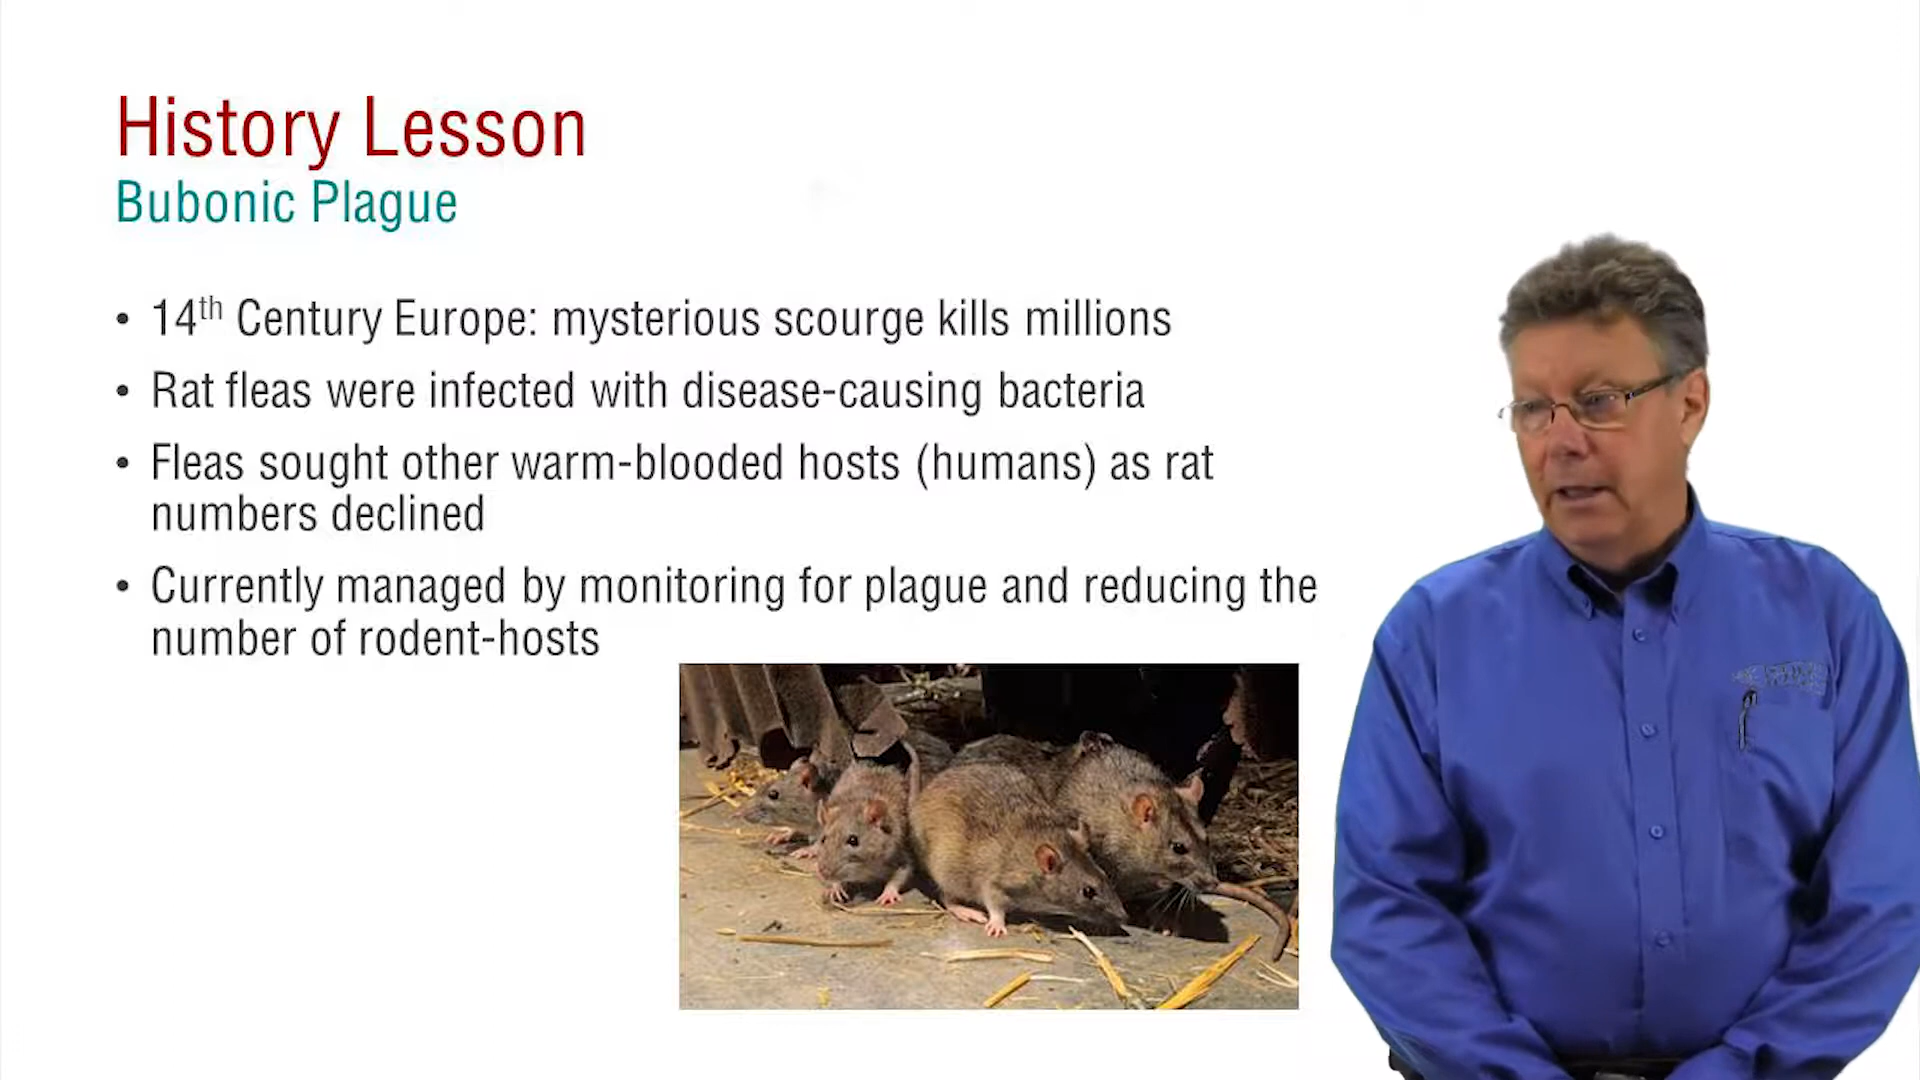 History Lesson
Bubonic Plague
• 14th Century Europe: mysterious scourge kills millions
• Rat fleas were infected with disease-causing bacteria
• Fleas sought other warm-blooded hosts (humans) as rat
numbers declined
• Currently managed by monitoring for plague and reducing the
number of rodent-hosts